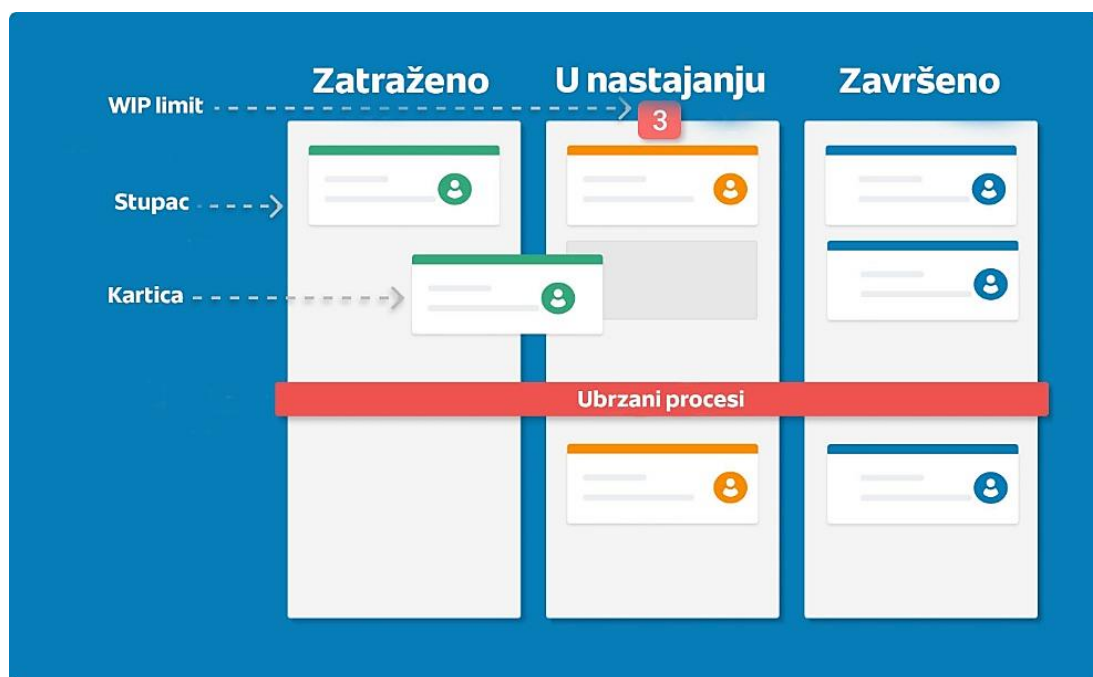 Zatraženo
U nastajanju
Završeno
WIP limit
3
Stupac
Kartica
Ubrzani procesi